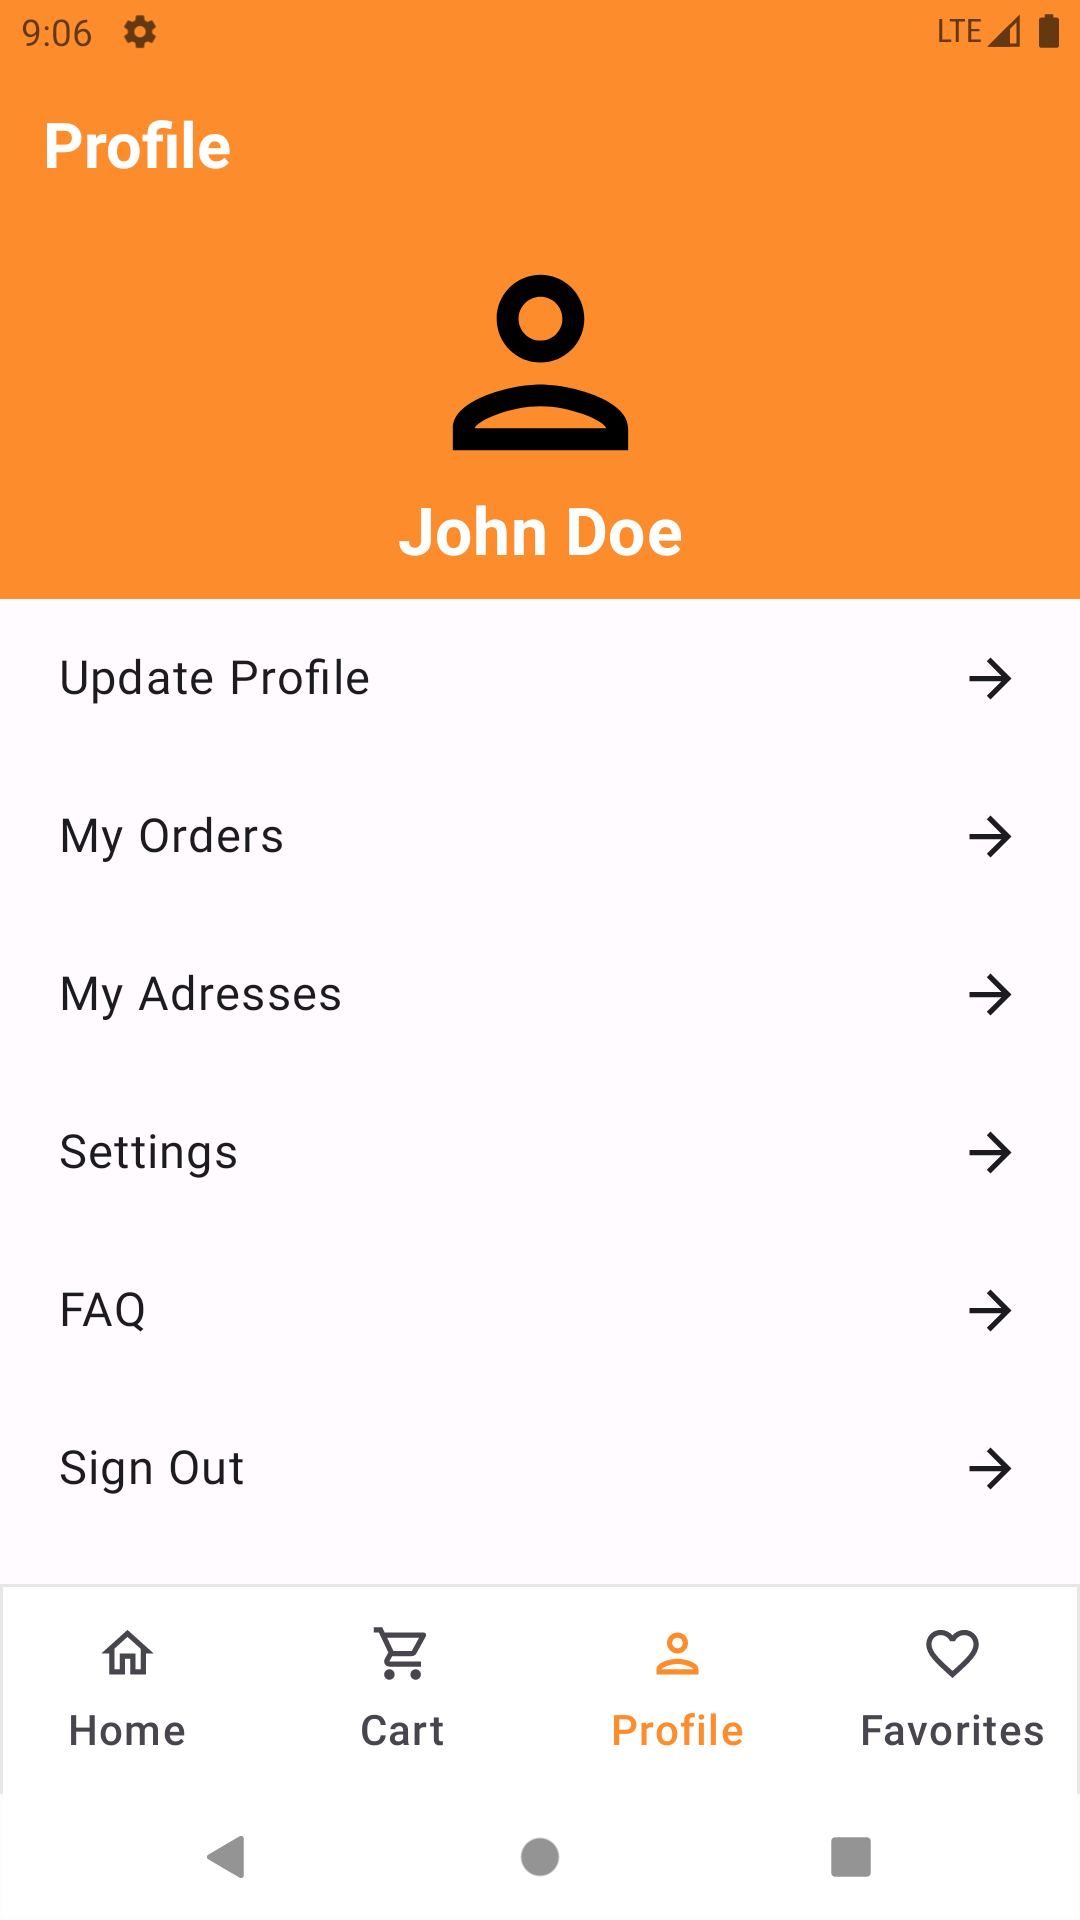 9:06
LTE
Profile
John Doe
Update Profile
My Orders
My Adresses
Settings
FAQ
Sign Out
Home
Cart
Profile
Favorites